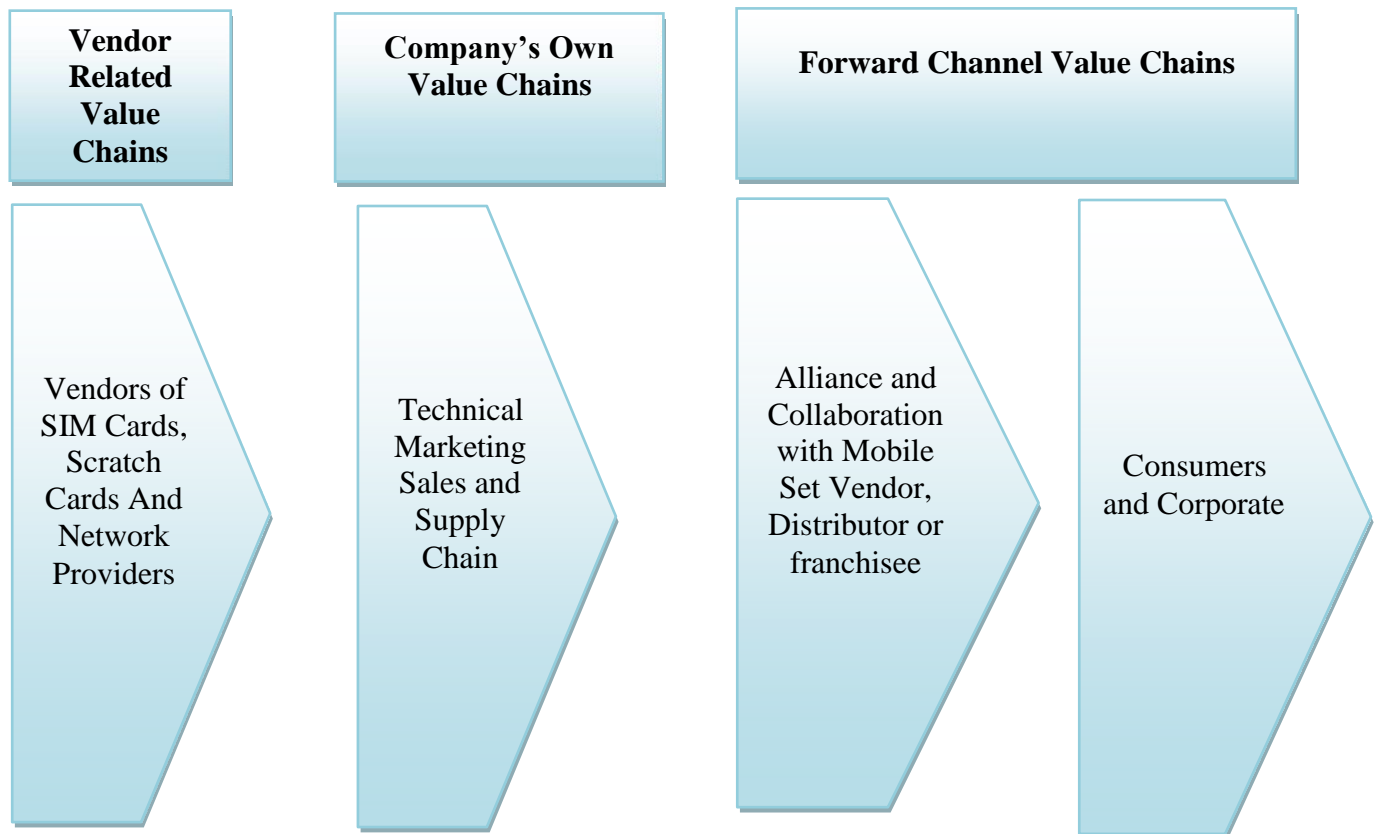 Vendor
Related
Value
Chains
Company’s Own
Value Chains
Forward Channel Value Chains
Vendors of
SIM Cards,
Scratch
Cards And
Network
Providers
Technical
Marketing
Sales and
Supply
Chain
Alliance and
Collaboration
with Mobile
Set Vendor,
Distributor or
franchisee
Consumers
and Corporate